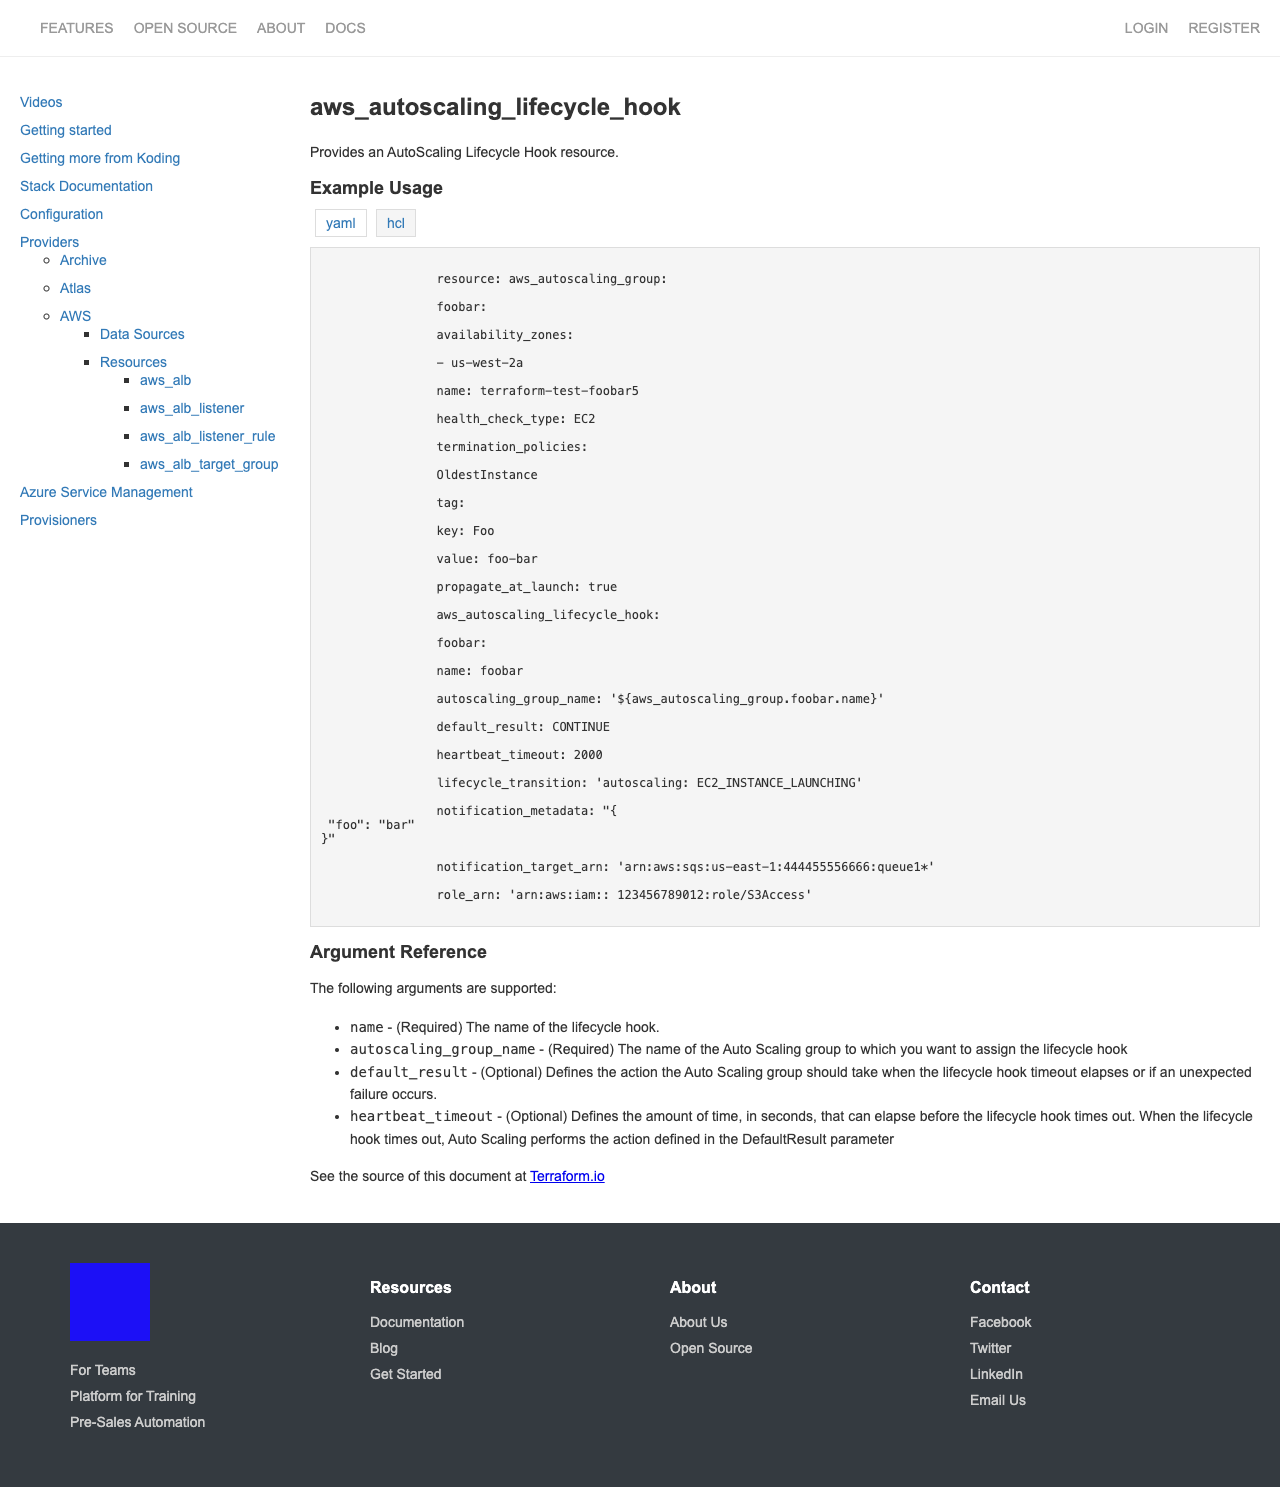 FEATURES OPEN SOURCE ABOUT DOCS LOGIN REGISTER
Videos
Getting started
Getting more from Koding
Stack Documentation
Configuration
Providers
Archive
Atlas
AWS
Data Sources
Resources
aws_alb
aws_alb_listener
aws_alb_listener_rule
aws_alb_target_group
Azure Service Management
Provisioners
aws_autoscaling_lifecycle_hook
Provides an AutoScaling Lifecycle Hook resource.
Example Usage
yaml hcl
resource: aws_autoscaling_group:
foobar:
availability_zones:
- us-west-2a
name: terraform-test-foobar5
health_check_type: EC2
termination_policies:
OldestInstance
tag:
key: Foo
value: foo-bar
propagate_at_launch: true
aws_autoscaling_lifecycle_hook:
foobar:
name: foobar
autoscaling_group_name: '${aws_autoscaling_group.foobar.name}'
default_result: CONTINUE
heartbeat_timeout: 2000
lifecycle_transition: 'autoscaling: EC2_INSTANCE_LAUNCHING'
notification_metadata: "{
"foo": "bar"
}"
notification_target_arn: 'arn:aws:sqs:us-east-1:444455556666:queue1*'
role_arn: 'arn:aws:iam:: 123456789012:role/S3Access'
Argument Reference
The following arguments are supported:
name - (Required) The name of the lifecycle hook.
autoscaling_group_name - (Required) The name of the Auto Scaling group to which you want to assign the lifecycle hook
default_result - (Optional) Defines the action the Auto Scaling group should take when the lifecycle hook timeout elapses or if an unexpected
failure occurs.
heartbeat_timeout - (Optional) Defines the amount of time, in seconds, that can elapse before the lifecycle hook times out. When the lifecycle
hook times out, Auto Scaling performs the action defined in the DefaultResult parameter
See the source of this document at Terraform.io
For Teams
Platform for Training
Pre-Sales Automation
Resources
Documentation
Blog
Get Started
About
About Us
Open Source
Contact
Facebook
Twitter
LinkedIn
Email Us